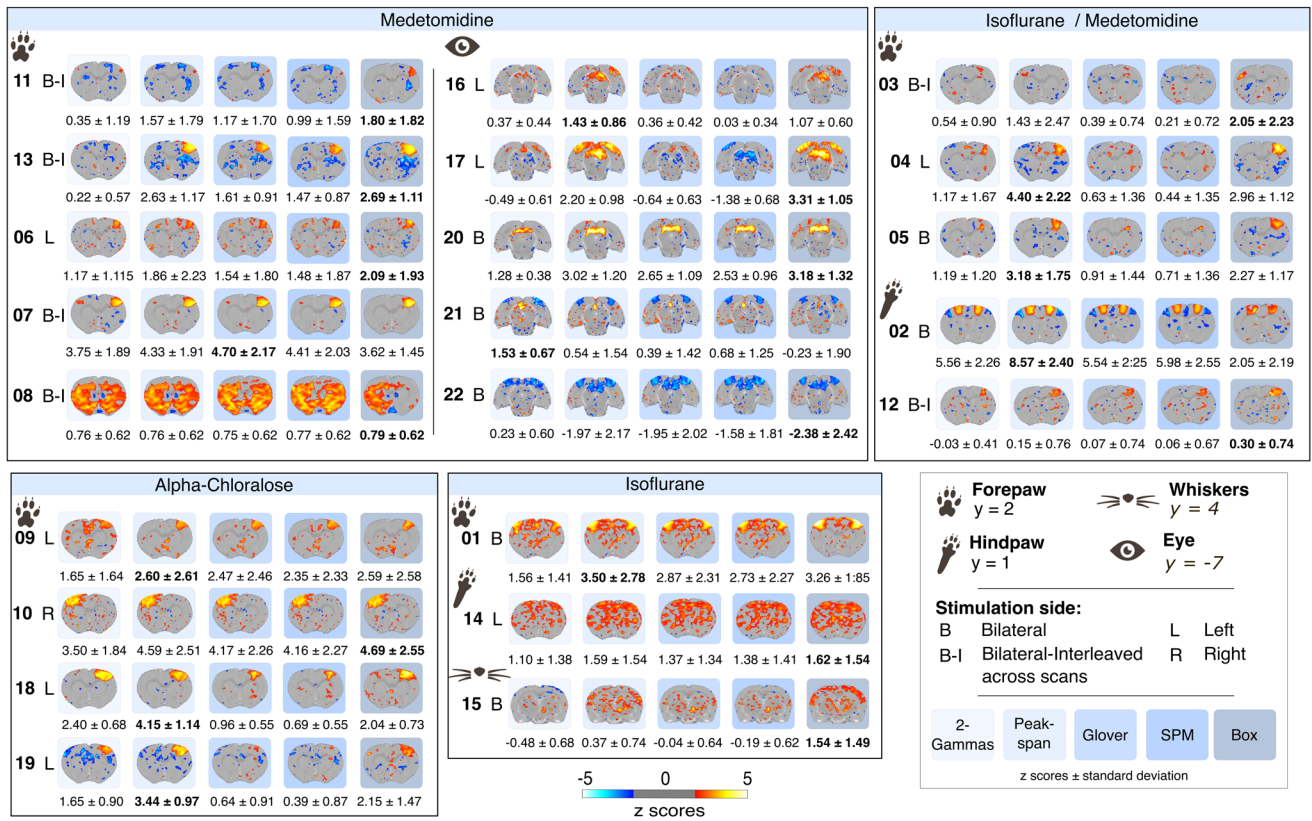 Medetomidine
11 B-I
0.35 ± 1.19 1.57 ± 1.79 1.17 ± 1.70 0.99 ± 1.59 1.80 ± 1.82
13 B-I
0.22 ± 0.57 2.63 ± 1.17 1.61 ± 0.91 1.47 ± 0.87 2.69 ± 1.11
06 L
1.17 ± 1.115 1.86 ± 2.23 1.54 ± 1.80 1.48 ± 1.87 2.09 ± 1.93
07 B-I
3.75 ± 1.89 4.33 ± 1.91 4.70 ± 2.17 4.41 ± 2.03 3.62 ± 1.45
08 B-I
0.76 ± 0.62 0.76 ± 0.62 0.75 ± 0.62 0.77 ± 0.62 0.79 ± 0.62
16 L
0.37 ± 0.44 1.43 ± 0.86 0.36 ± 0.42 0.03 ± 0.34 1.07 ± 0.60
17 L
-0.49 ± 0.61 2.20 ± 0.98 -0.64 ± 0.63 -1.38 ± 0.68 3.31 ± 1.05
20 B
1.28 ± 0.38 3.02 ± 1.20 2.65 ± 1.09 2.53 ± 0.96 3.18 ± 1.32
21 B
1.53 ± 0.67 0.54 ± 1.54 0.39 ± 1.42 0.68 ± 1.25 -0.23 ± 1.90
22 B
0.23 ± 0.60 -1.97 ± 2.17 -1.95 ± 2.02 -1.58 ± 1.81 -2.38 ± 2.42
Isoflurane / Medetomidine
03 B-I
0.54 ± 0.90 1.43 ± 2.47 0.39 ± 0.74 0.21 ± 0.72 2.05 ± 2.23
04 L
1.17 ± 1.67 4.40 ± 2.22 0.63 ± 1.36 0.44 ± 1.35 2.96 ± 1.12
05 B
1.19 ± 1.20 3.18 ± 1.75 0.91 ± 1.44 0.71 ± 1.36 2.27 ± 1.17
02 B
5.56 ± 2.26 8.57 ± 2.40 5.54 ± 2:25 5.98 ± 2.55 2.05 ± 2.19
12 B-I
-0.03 ± 0.41 0.15 ± 0.76 0.07 ± 0.74 0.06 ± 0.67 0.30 ± 0.74
Alpha-Chloralose
09 L
1.65 ± 1.64 2.60 ± 2.61 2.47 ± 2.46 2.35 ± 2.33 2.59 ± 2.58
10 R
3.50 ± 1.84 4.59 ± 2.51 4.17 ± 2.26 4.16 ± 2.27 4.69 ± 2.55
18 L
2.40 ± 0.68 4.15 ± 1.14 0.96 ± 0.55 0.69 ± 0.55 2.04 ± 0.73
19 L
1.65 ± 0.90 3.44 ± 0.97 0.64 ± 0.91 0.39 ± 0.87 2.15 ± 1.47
Isoflurane
01 B
1.56 ± 1.41 3.50 ± 2.78 2.87 ± 2.31 2.73 ± 2.27 3.26 ± 1:85
14 L
1.10 ± 1.38 1.59 ± 1.54 1.37 ± 1.34 1.38 ± 1.41 1.62 ± 1.54
15 B
-0.48 ± 0.68 0.37 ± 0.74 -0.04 ± 0.64 -0.19 ± 0.62 1.54 ± 1.49
-5 0 5
z scores
Forepaw Whiskers
y = 2 y = 4
Hindpaw Eye
y = 1 y = -7
Stimulation side:
B Bilateral L Left
B-I Bilateral-Interleaved R Right
across scans
2-Gammas Peak-span Glover SPM Box
z scores ± standard deviation